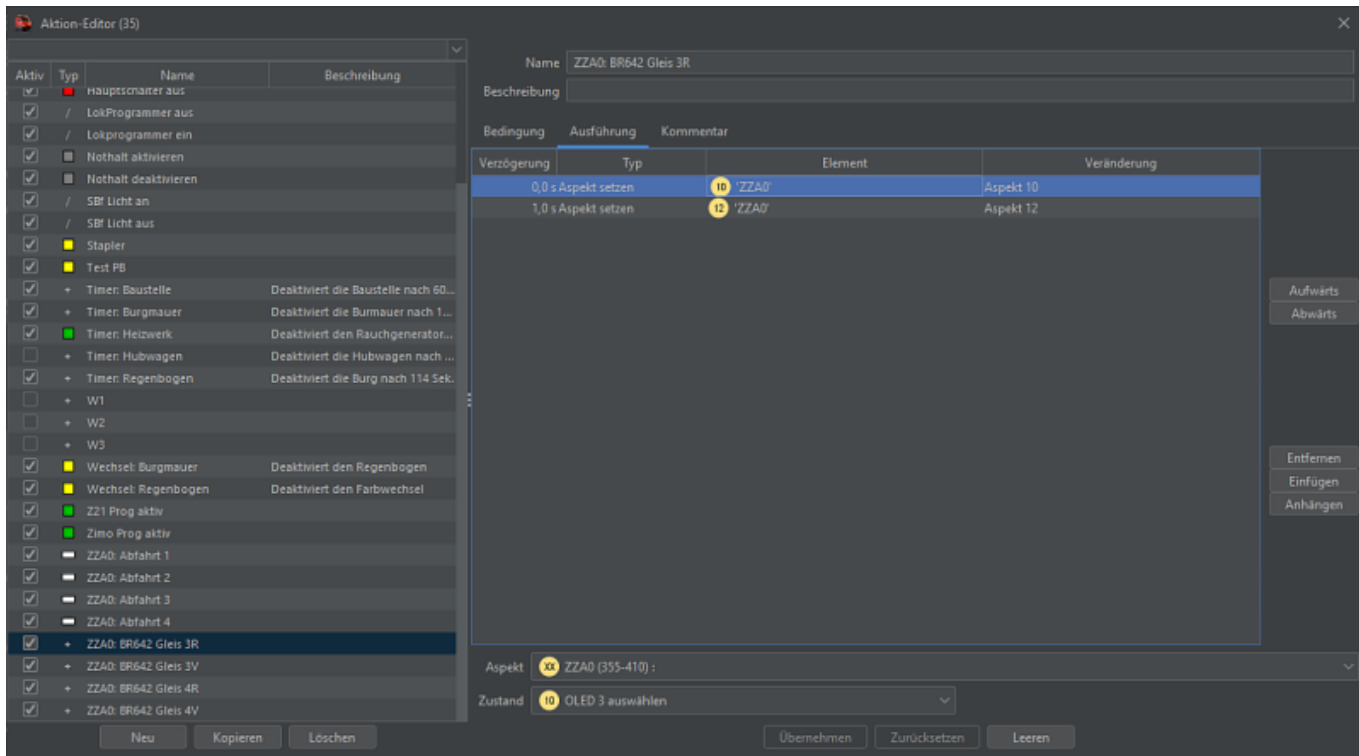 Aktion-Editor (35)
Name ZZA0: BR642 Gleis 3R
Beschreibung
Bedingung Ausführung Kommentar
Aktiv Typ Name Beschreibung
Hauptschalter aus
LokProgrammer aus
Lokprogrammer ein
Nothalt aktivieren
Nothalt deaktivieren
SBf Licht an
SBf Licht aus
Stapler
Test PB
Timer: Baustelle Deaktiviert die Baustelle nach 60...
Timer: Burgmauer Deaktiviert die Burmauer nach 1...
Timer: Heizwerk Deaktiviert den Rauchgenerator...
Timer: Hubwagen Deaktiviert die Hubwagen nach ...
Timer: Regenbogen Deaktiviert die Burg nach 114 Sek.
W1
W2
W3
Wechsel: Burgmauer Deaktiviert den Regenbogen
Wechsel: Regenbogen Deaktiviert den Farbwechsel
Z21 Prog aktiv
Zimo Prog aktiv
ZZA0: Abfahrt 1
ZZA0: Abfahrt 2
ZZA0: Abfahrt 3
ZZA0: Abfahrt 4
ZZA0: BR642 Gleis 3R
ZZA0: BR642 Gleis 3V
ZZA0: BR642 Gleis 4R
ZZA0: BR642 Gleis 4V
Neu Kopieren Löschen
Verzögerung Typ Element Veränderung
0,0 s Aspekt setzen 10 'ZZA0' Aspekt 10
1,0 s Aspekt setzen 12 'ZZA0' Aspekt 12
Aufwärts
Abwärts
Entfernen
Einfügen
Anhängen
Aspekt XX ZZA0 (355-410) :
Zustand 10 OLED 3 auswählen
Übernehmen Zurücksetzen Leeren